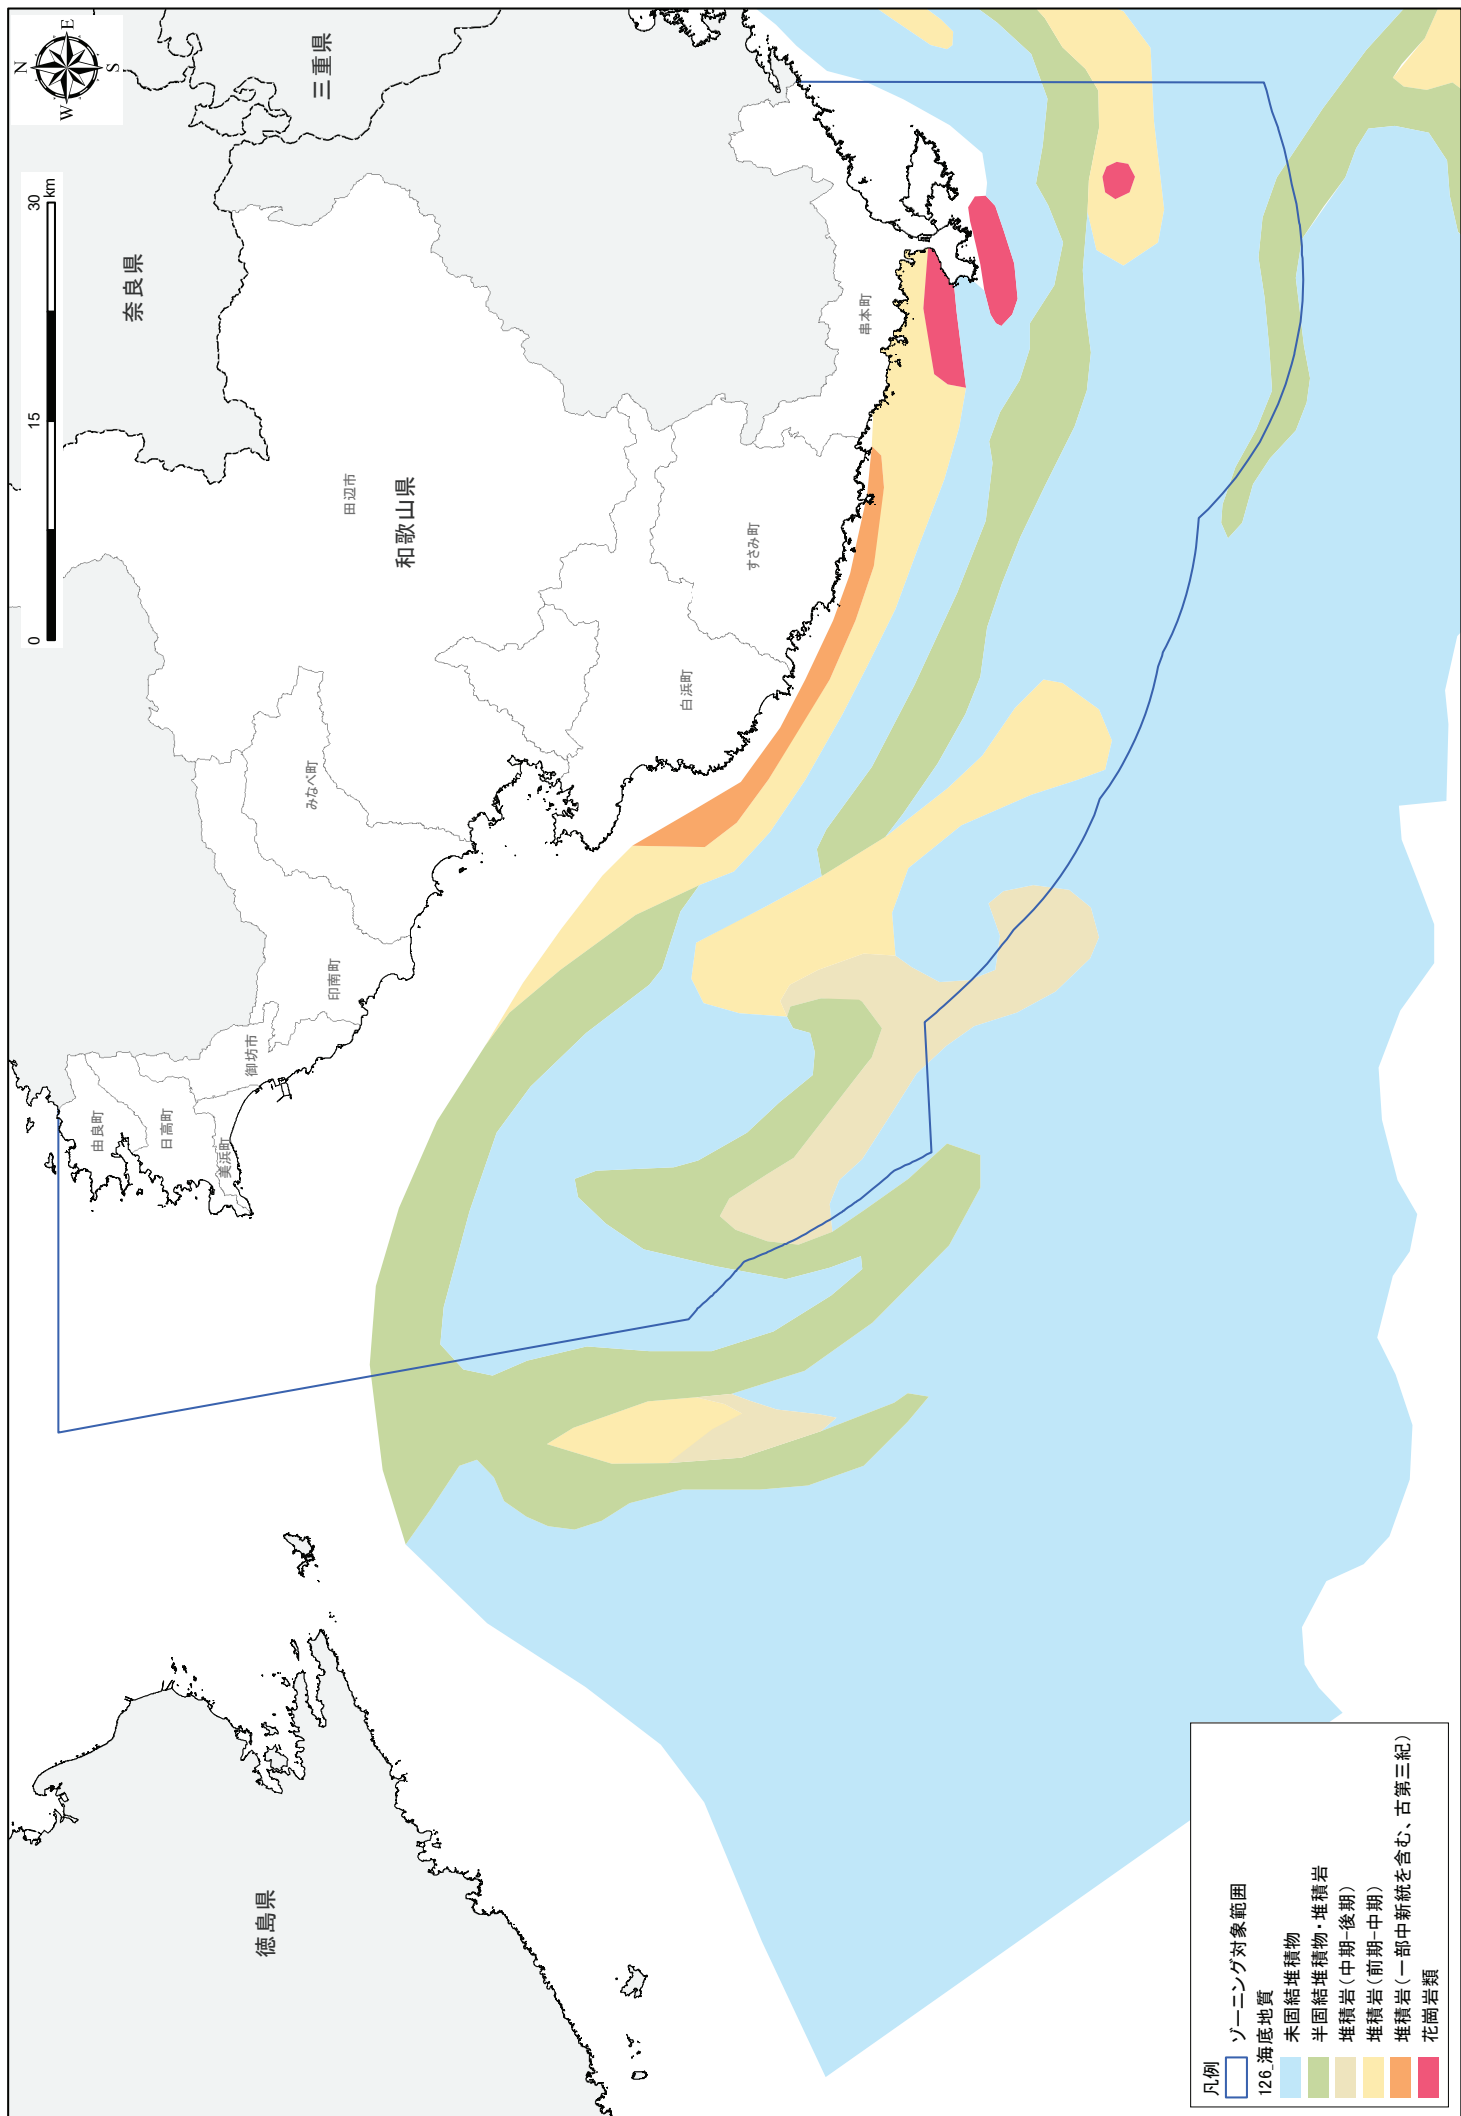 N
W
E
S
0
15
30
km
三重県
奈良県
和歌山県
徳島県
田辺市
串本町
すさみ町
白浜町
みなべ町
印南町
御坊市
由良町
日高町
美浜町
凡例
ゾーニング対象範囲
126_海底地質
未固結堆積物
半固結堆積物・堆積岩
堆積岩(中期-後期)
堆積岩(前期-中期)
堆積岩(一部中新統を含む、古第三紀)
花崗岩類